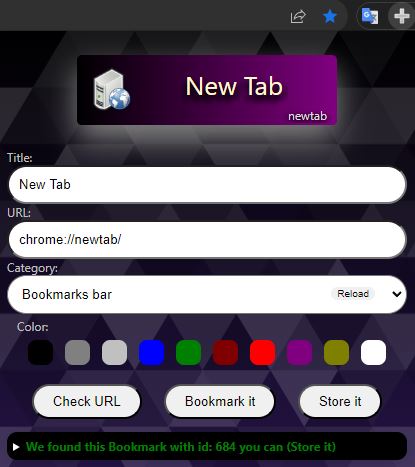 New Tab
newtab
Title:
New Tab
URL:
chrome://newtab/
Category:
Bookmarks bar Reload
Color:
Check URL Bookmark it Store it
We found this Bookmark with id: 684 you can (Store it)